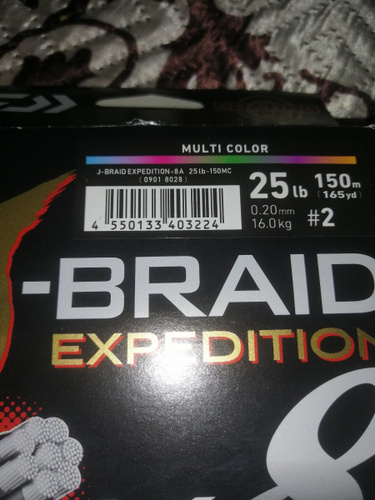 MULTI COLOR
J-BRAID EXPEDITION-8A 25lb-150MC
(0901 8028)
25lb 150m
(165yd)
0.20mm
16.0kg #2
4 550133 403224
-BRAID
EXPEDITION
8